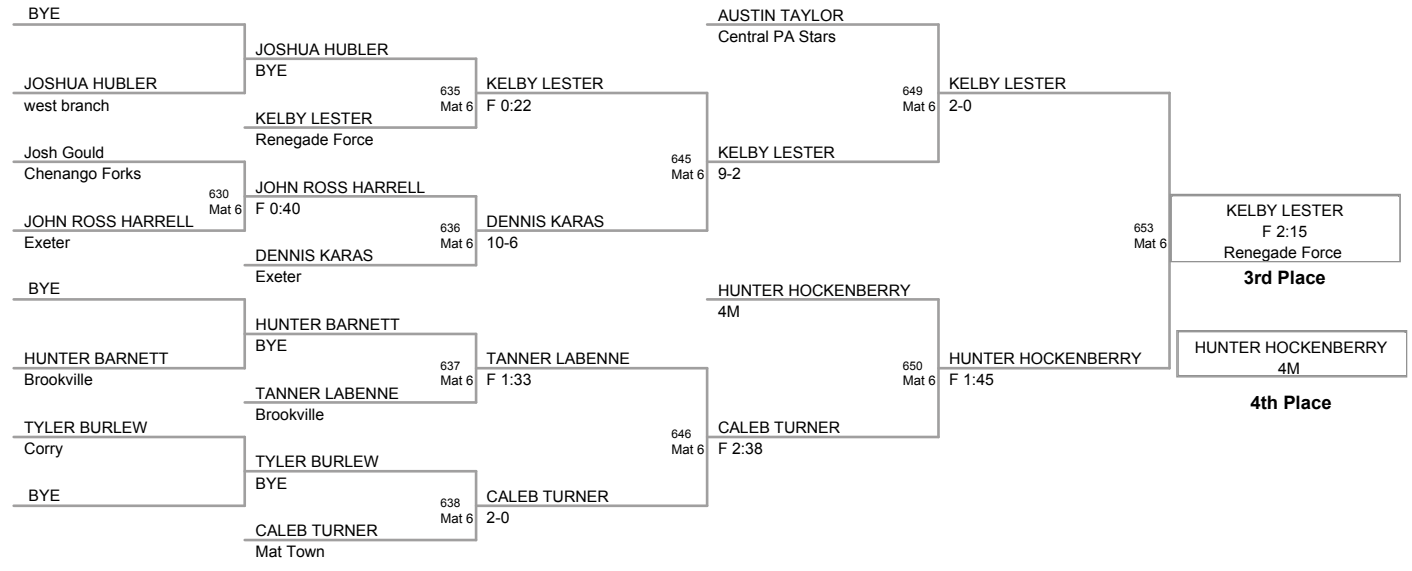 BYE
JOSHUA HUBLER
west branch
Josh Gould
Chenango Forks
630
Mat 6
JOHN ROSS HARRELL
Exeter
BYE
HUNTER BARNETT
Brookville
TYLER BURLEW
Corry
BYE
JOSHUA HUBLER
BYE
635
Mat 6
KELBY LESTER
Renegade Force
JOHN ROSS HARRELL
F 0:40
636
Mat 6
DENNIS KARAS
Exeter
HUNTER BARNETT
BYE
637
Mat 6
TANNER LABENNE
Brookville
TYLER BURLEW
BYE
638
Mat 6
CALEB TURNER
Mat Town
KELBY LESTER
F 0:22
645
Mat 6
DENNIS KARAS
10-6
TANNER LABENNE
F 1:33
646
Mat 6
CALEB TURNER
2-0
AUSTIN TAYLOR
Central PA Stars
649
Mat 6
KELBY LESTER
9-2
HUNTER HOCKENBERRY
4M
650
Mat 6
CALEB TURNER
F 2:38
KELBY LESTER
2-0
653
Mat 6
HUNTER HOCKENBERRY
F 1:45
KELBY LESTER
F 2:15
Renegade Force
3rd Place
HUNTER HOCKENBERRY
4M
4th Place